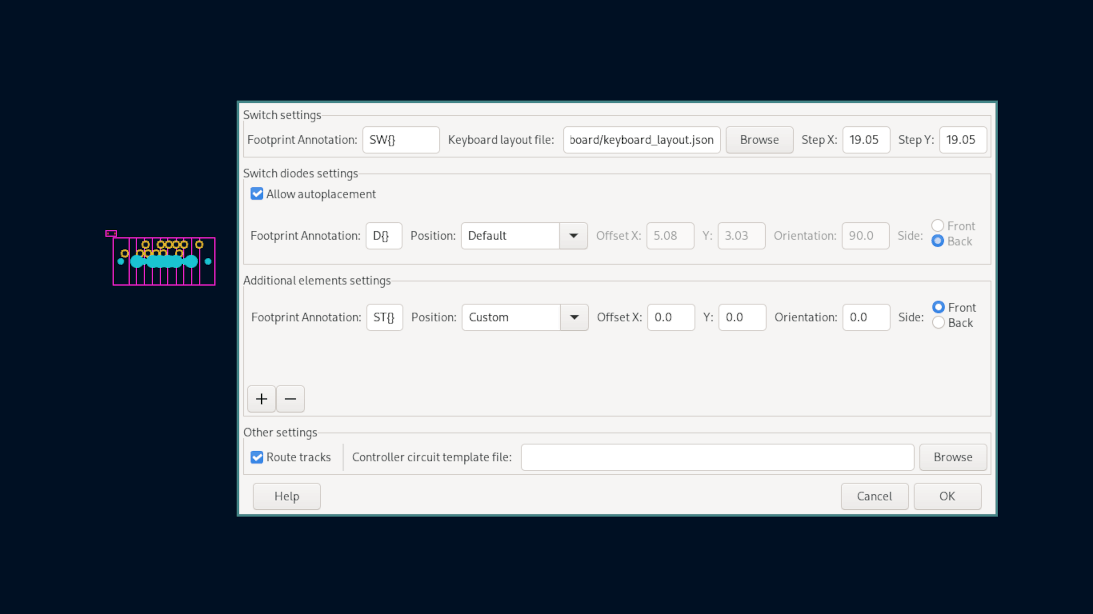 Switch settings
Footprint Annotation: SW{} Keyboard layout file: board/keyboard_layout.json Browse Step X: 19.05 Step Y: 19.05
Switch diodes settings
Allow autoplacement
Footprint Annotation: D{} Position: Default Offset X: 5.08 Y: 3.03 Orientation: 90.0 Side: Front
Back
Additional elements settings
Footprint Annotation: ST{} Position: Custom Offset X: 0.0 Y: 0.0 Orientation: 0.0 Side: Front
Back
+ −
Other settings
Route tracks Controller circuit template file: Browse
Help Cancel OK